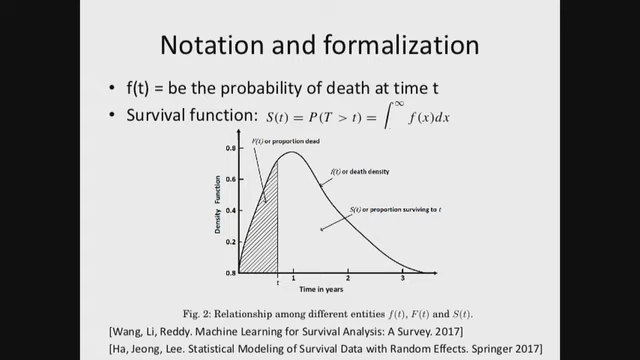 Notation and formalization
• f(t) = be the probability of death at time t
• Survival function: S(t) = P(T > t) = ∫ ∞ f(x)dx
F(t) or proportion dead
f(t) or death density
S(t) or proportion surviving to t
Density Function
0.8
0.6
0.4
0.2
0.8
t
1
2
3
Time in years
Fig. 2: Relationship among different entities f(t), F(t) and S(t).
[Wang, Li, Reddy. Machine Learning for Survival Analysis: A Survey. 2017]
[Ha, Jeong, Lee. Statistical Modeling of Survival Data with Random Effects. Springer 2017]